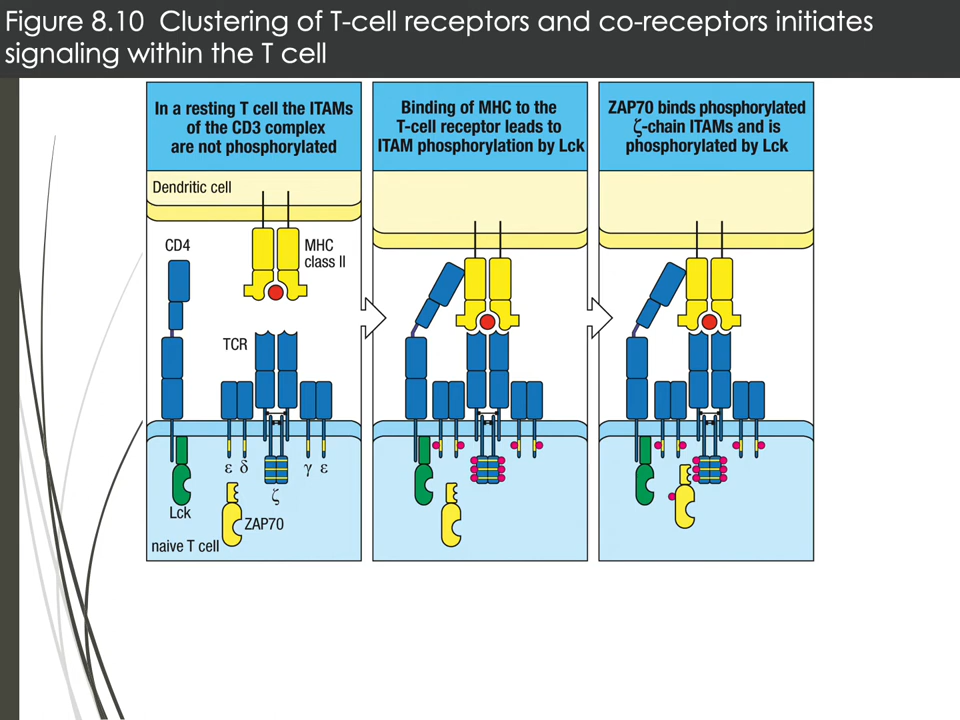 Figure 8.10  Clustering of T-cell receptors and co-receptors initiates
signaling within the T cell
In a resting T cell the ITAMs
of the CD3 complex
are not phosphorylated
Dendritic cell
CD4
MHC
class II
TCR
ε δ
ζ
γ ε
Lck
ZAP70
naive T cell
Binding of MHC to the
T-cell receptor leads to
ITAM phosphorylation by Lck
ZAP70 binds phosphorylated
ζ-chain ITAMs and is
phosphorylated by Lck